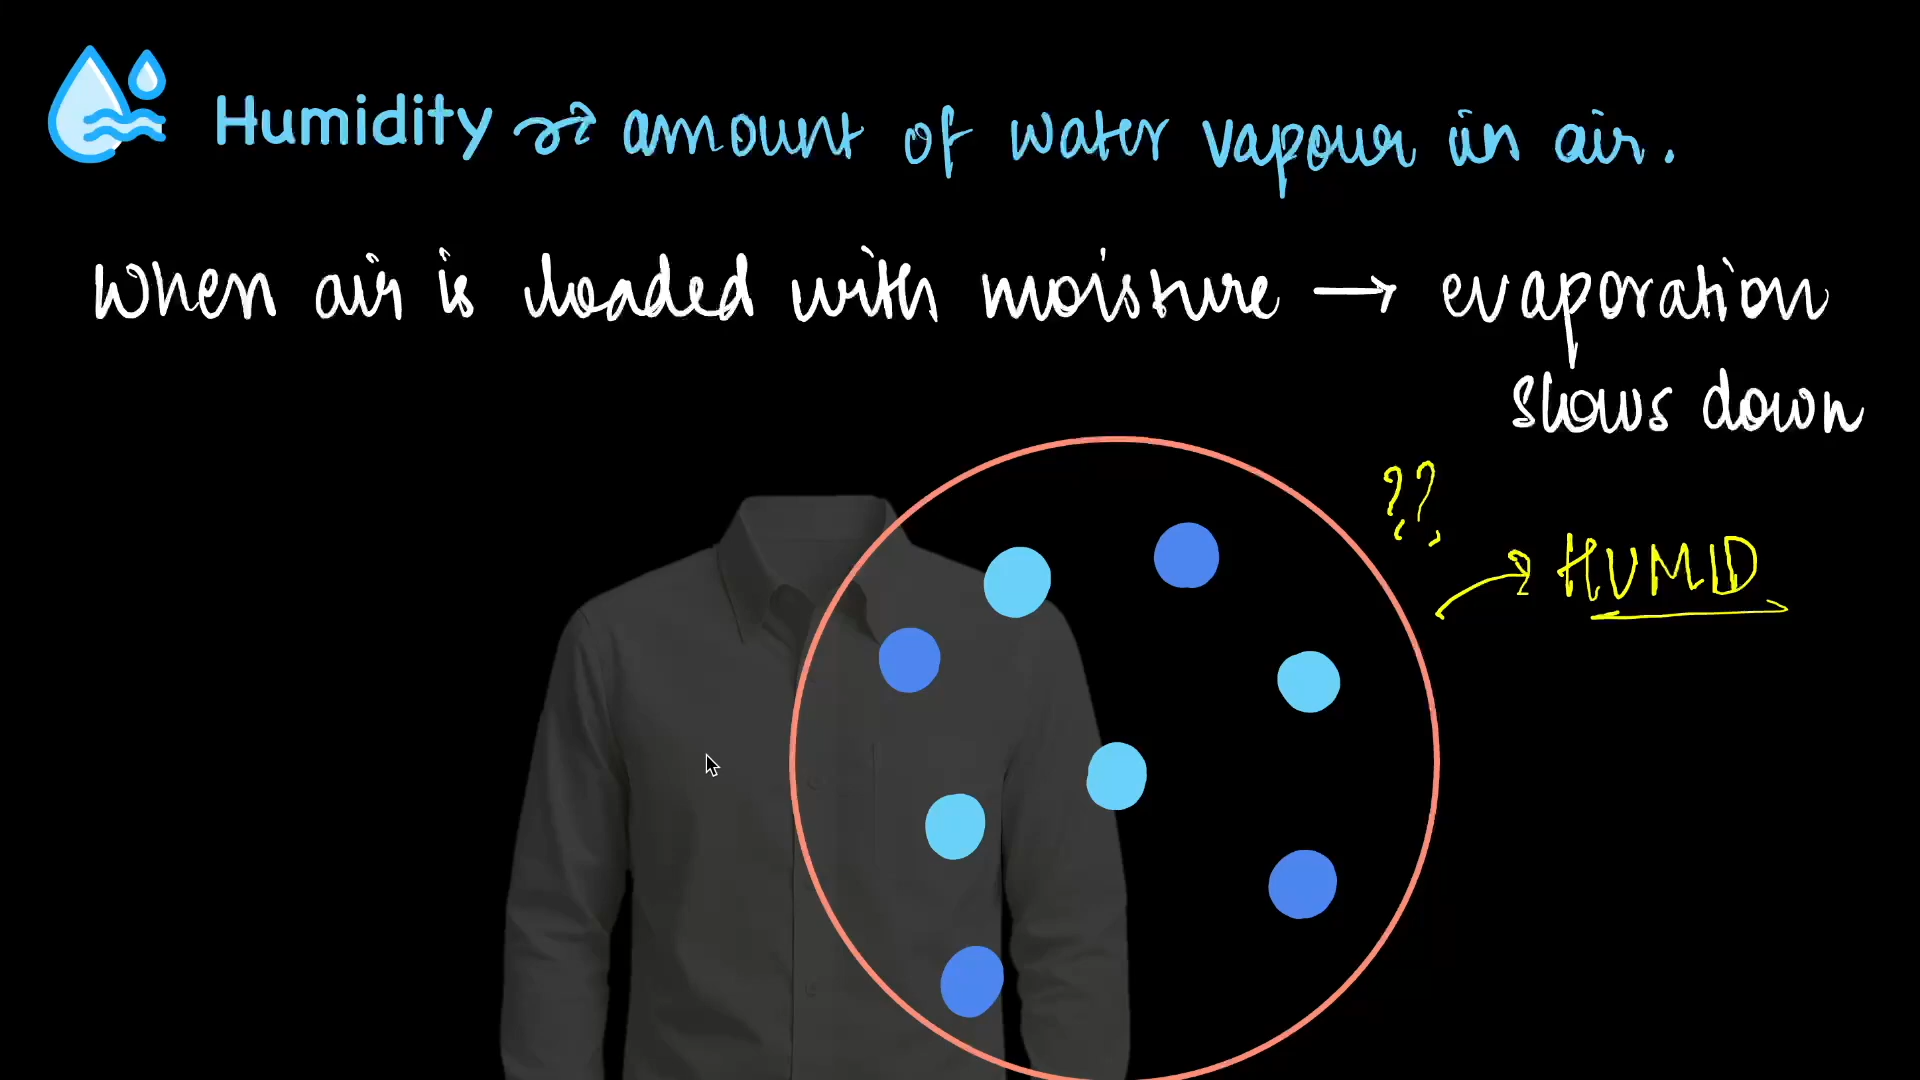 Humidity → amount of water vapour in air.
When air is loaded with moisture → evaporation
slows down
??
→ HUMID